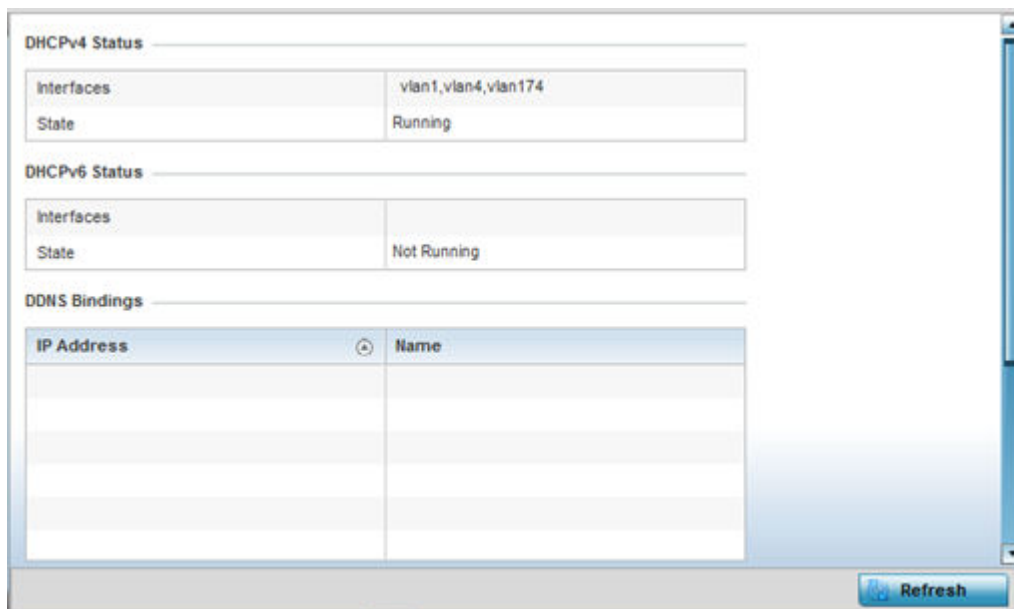 DHCPv4 Status
Interfaces vlan1,vlan4,vlan174
State Running
DHCPv6 Status
Interfaces
State Not Running
DDNS Bindings
IP Address Name
Refresh